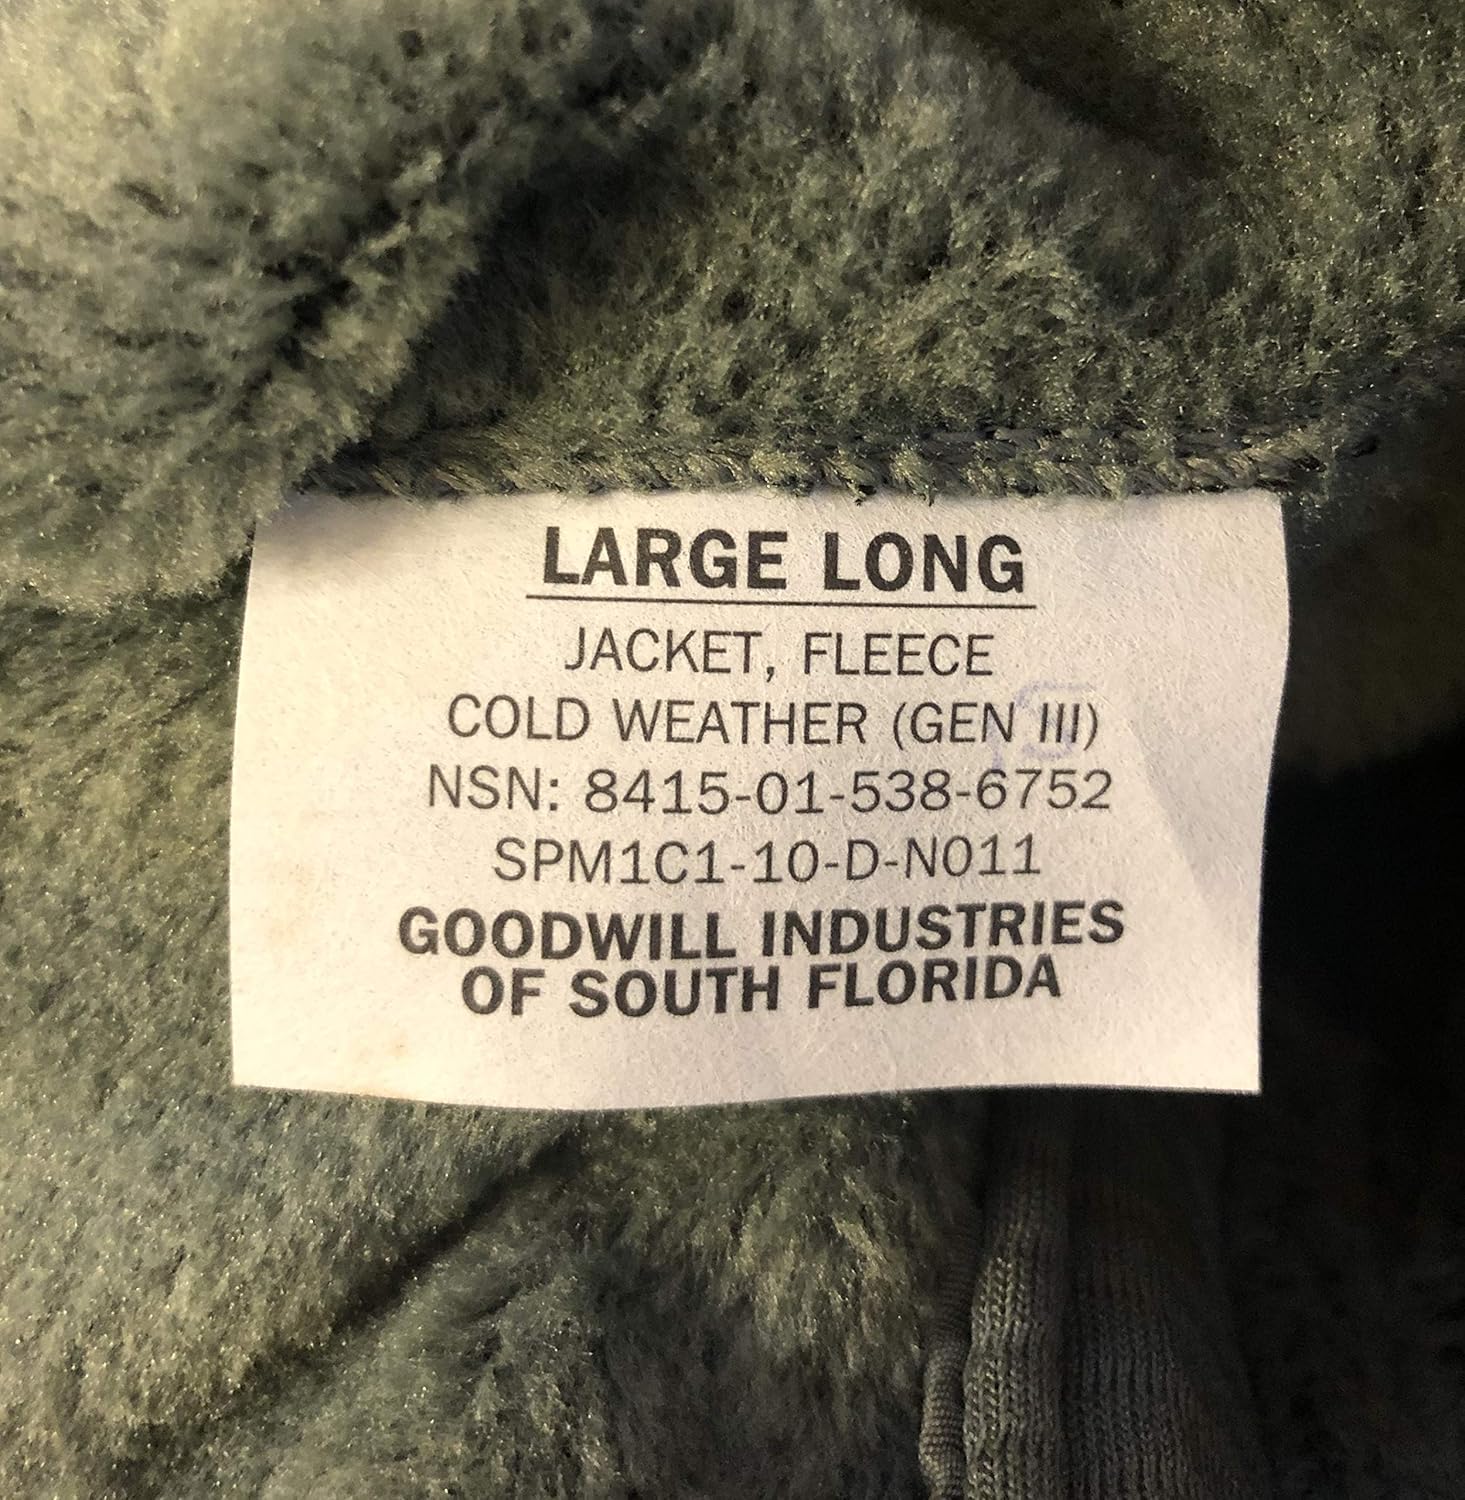 LARGE LONG
JACKET, FLEECE
COLD WEATHER (GEN III)
NSN: 8415-01-538-6752
SPM1C1-10-D-N011
GOODWILL INDUSTRIES
OF SOUTH FLORIDA